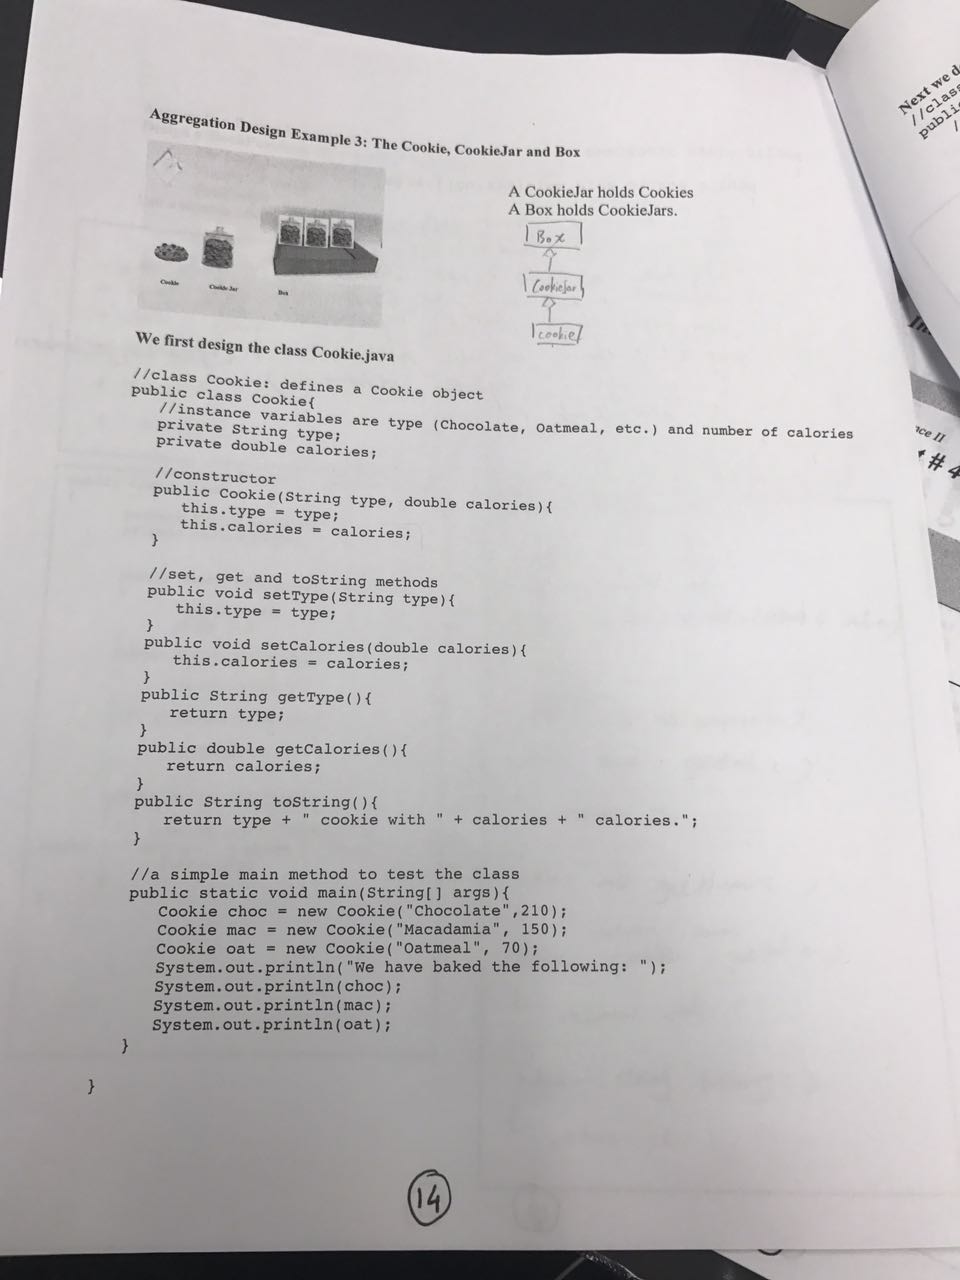 Aggregation Design Example 3: The Cookie, CookieJar and Box
Cookie
Cookie Jar
Box
A CookieJar holds Cookies
A Box holds CookieJars.
Box
CookieJar
cookie
We first design the class Cookie.java
//class Cookie: defines a Cookie object
public class Cookie{
//instance variables are type (Chocolate, Oatmeal, etc.) and number of calories
private String type;
private double calories;
//constructor
public Cookie(String type, double calories){
this.type = type;
this.calories = calories;
}
//set, get and toString methods
public void setType(String type){
this.type = type;
}
public void setCalories(double calories){
this.calories = calories;
}
public String getType(){
return type;
}
public double getCalories(){
return calories;
}
public String toString(){
return type + " cookie with " + calories + " calories.";
}
//a simple main method to test the class
public static void main(String[] args){
Cookie choc = new Cookie("Chocolate",210);
Cookie mac = new Cookie("Macadamia", 150);
Cookie oat = new Cookie("Oatmeal", 70);
System.out.println("We have baked the following: ");
System.out.println(choc);
System.out.println(mac);
System.out.println(oat);
}
}
14
Next we d
//class
public
/
# 4